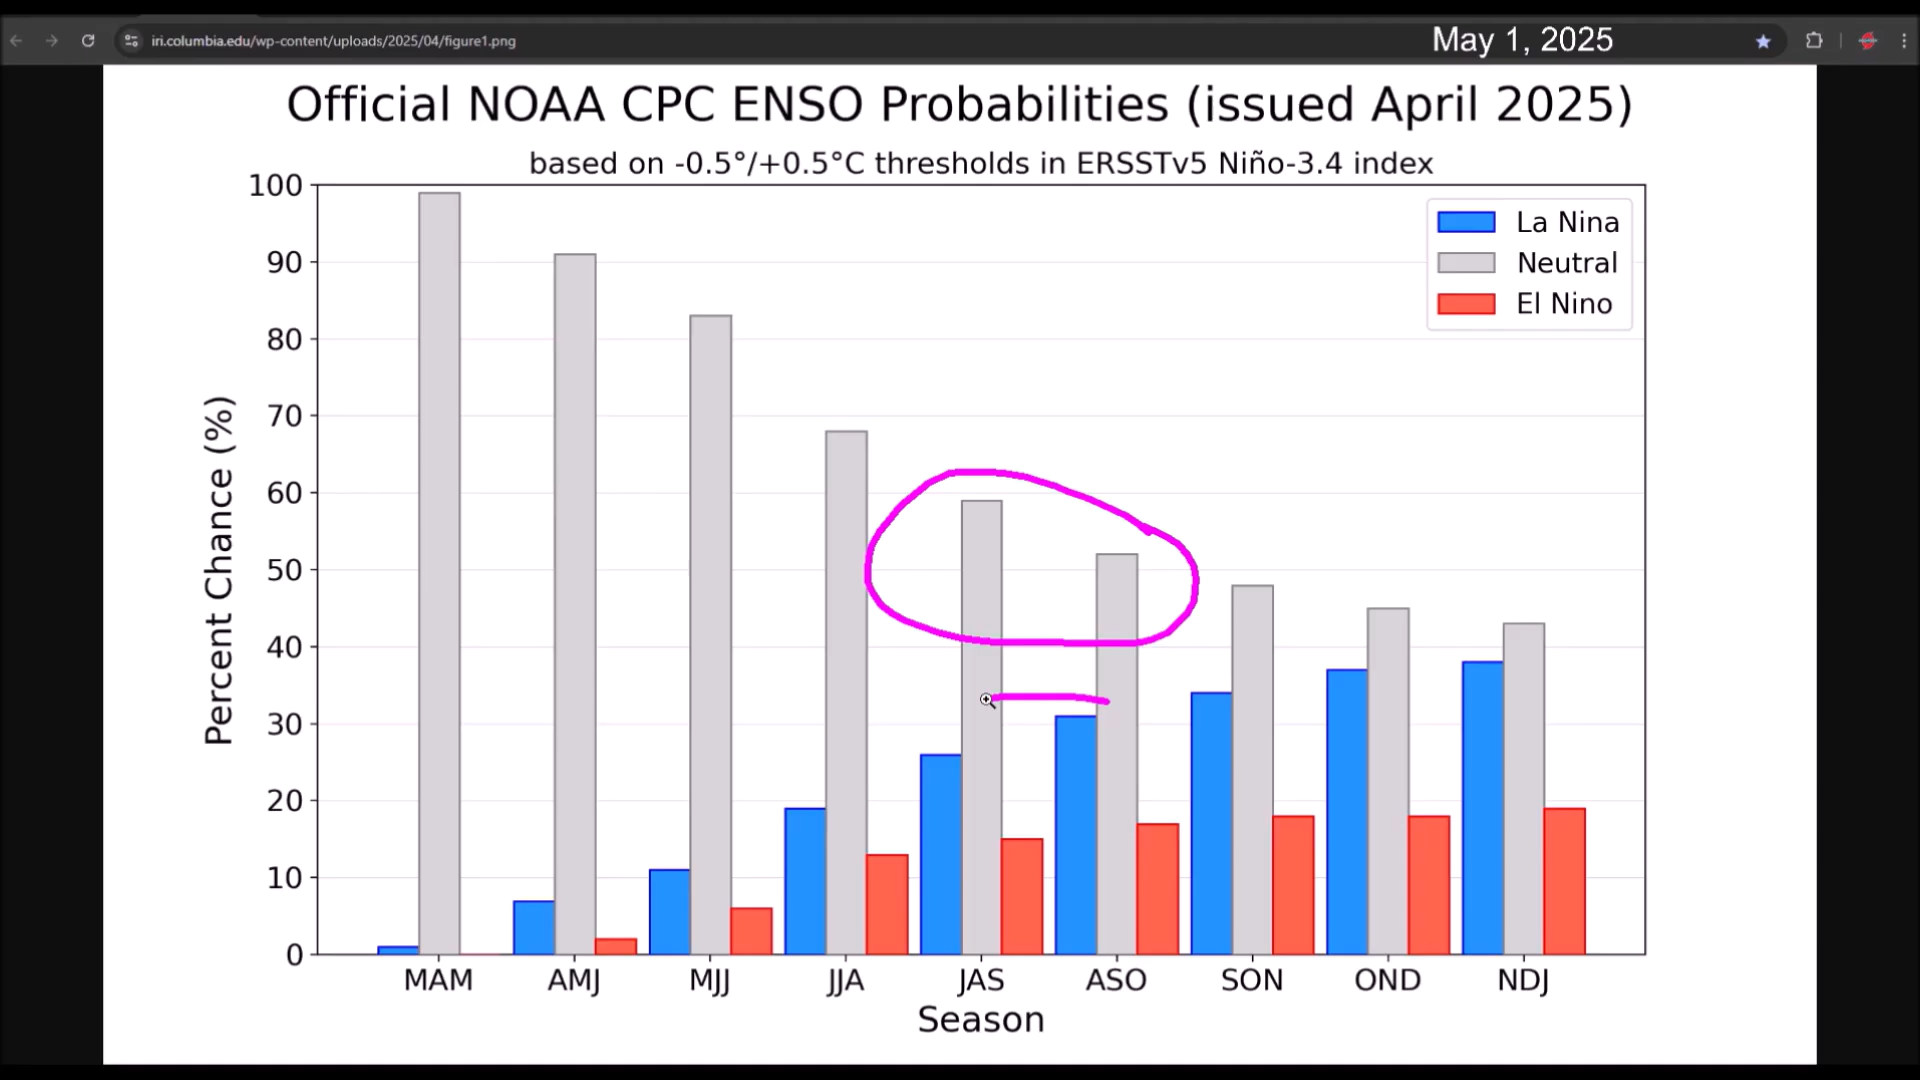 iri.columbia.edu/wp-content/uploads/2025/04/figure1.png
May 1, 2025
Official NOAA CPC ENSO Probabilities (issued April 2025)
based on -0.5°/+0.5°C thresholds in ERSSTv5 Niño-3.4 index
La Nina
Neutral
El Nino
Percent Chance (%)
100
90
80
70
60
50
40
30
20
10
0
MAM AMJ MJJ JJA JAS ASO SON OND NDJ
Season